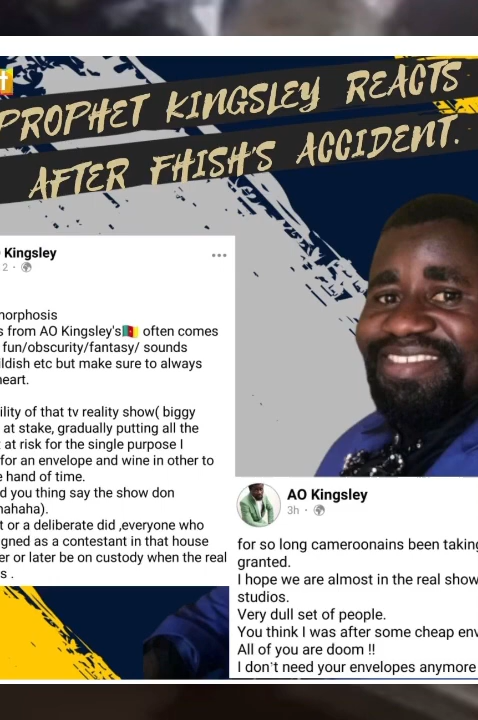 t
PROPHET KINGSLEY REACTS
AFTER FHISH'S ACCIDENT.
Kingsley
2 ·
morphosis
s from AO Kingsley's🇨🇲 often comes
fun/obscurity/fantasy/ sounds
ildish etc but make sure to always
heart.
ility of that tv reality show( biggy
at stake, gradually putting all the
at risk for the single purpose I
for an envelope and wine in other to
e hand of time.
d you thing say the show don
nahaha).
t or a deliberate did ,everyone who
igned as a contestant in that house
er or later be on custody when the real
s .
AO Kingsley
3h ·
for so long cameroonains been taking
granted.
I hope we are almost in the real show
studios.
Very dull set of people.
You think I was after some cheap env
All of you are doom !!
I don't need your envelopes anymore